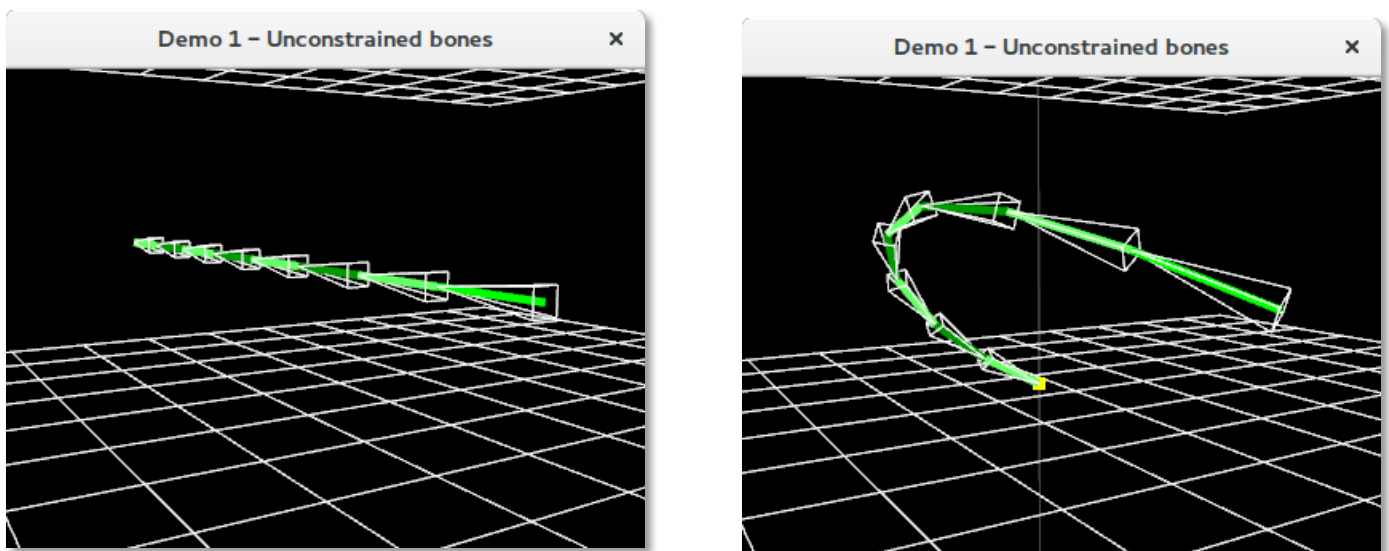 Demo 1 – Unconstrained bones ×
Demo 1 – Unconstrained bones ×